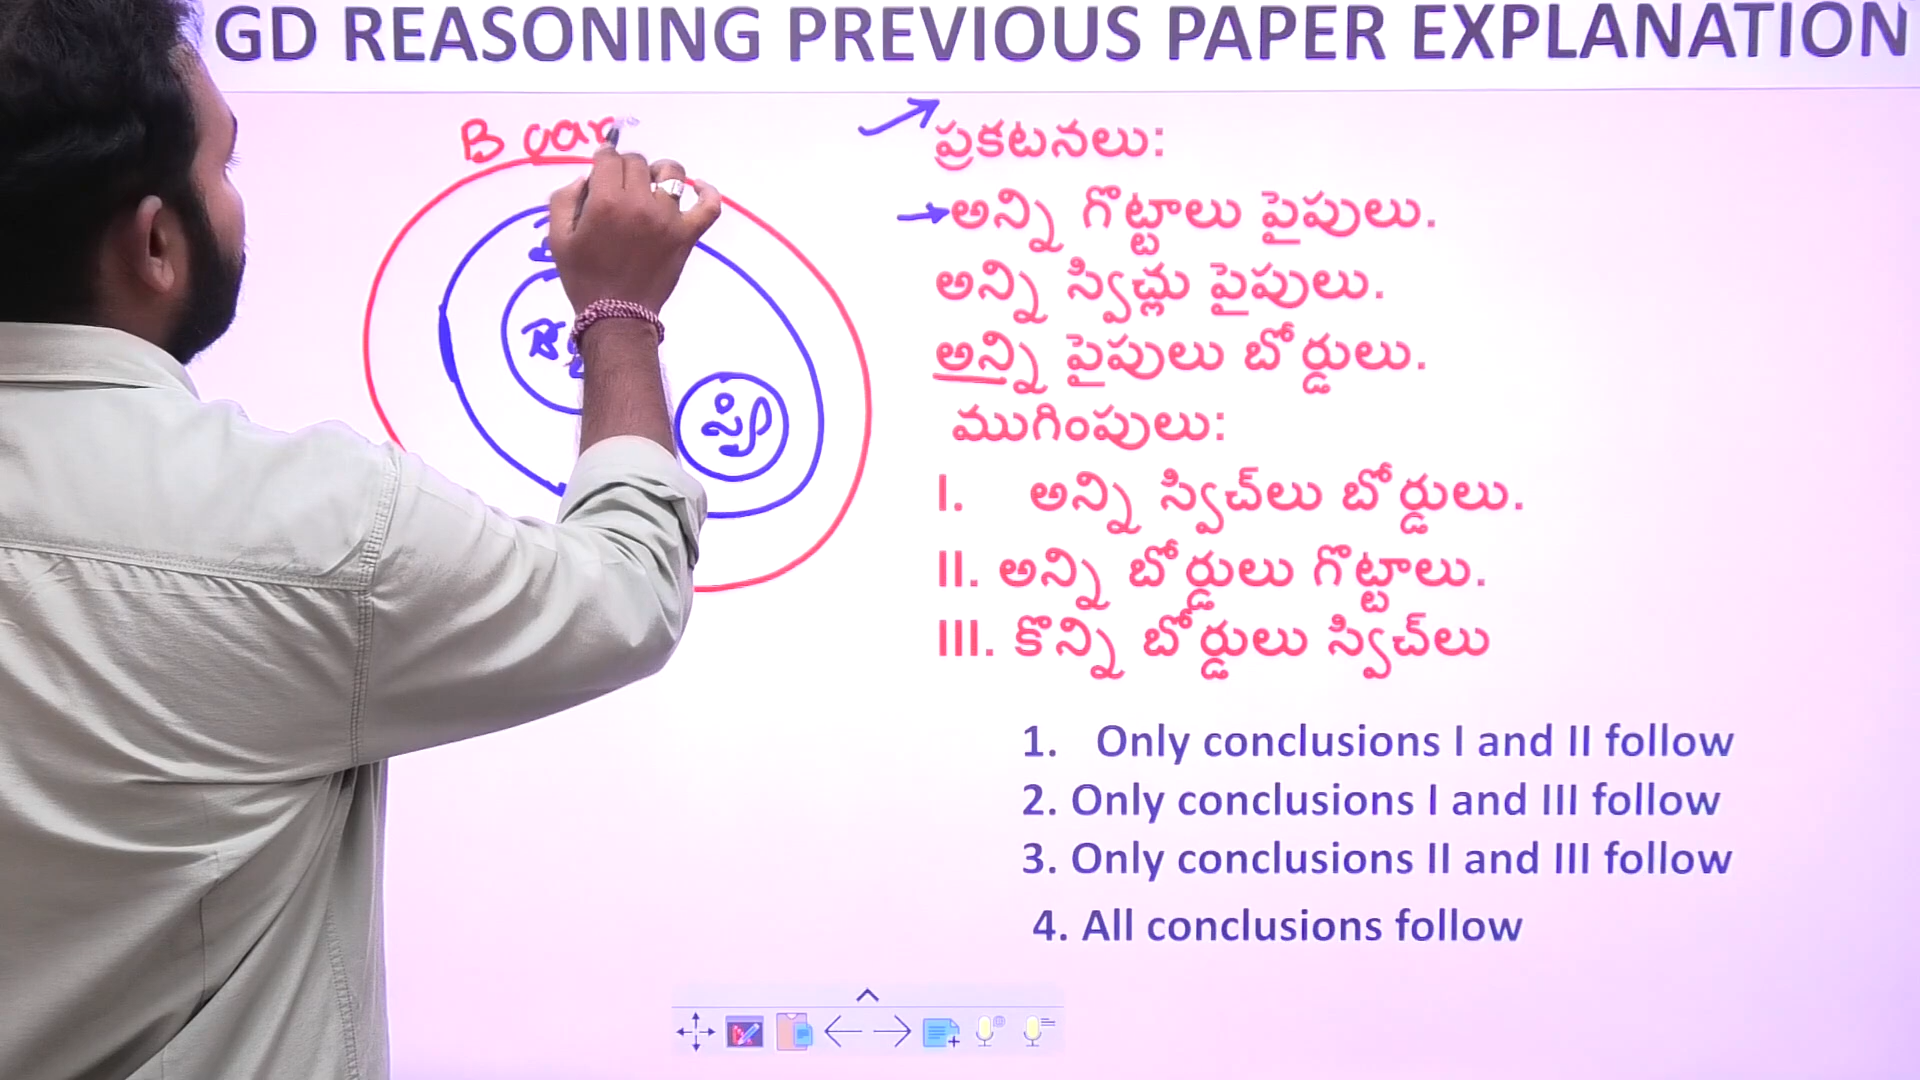 GD REASONING PREVIOUS PAPER EXPLANATION
B oar
ప్రకటనలు:
అన్ని గొట్టాలు పైపులు.
అన్ని స్విచ్లు పైపులు.
అన్ని పైపులు బోర్డులు.
ముగింపులు:
I. అన్ని స్విచ్‌లు బోర్డులు.
II. అన్ని బోర్డులు గొట్టాలు.
III. కొన్ని బోర్డులు స్విచ్‌లు
1. Only conclusions I and II follow
2. Only conclusions I and III follow
3. Only conclusions II and III follow
4. All conclusions follow